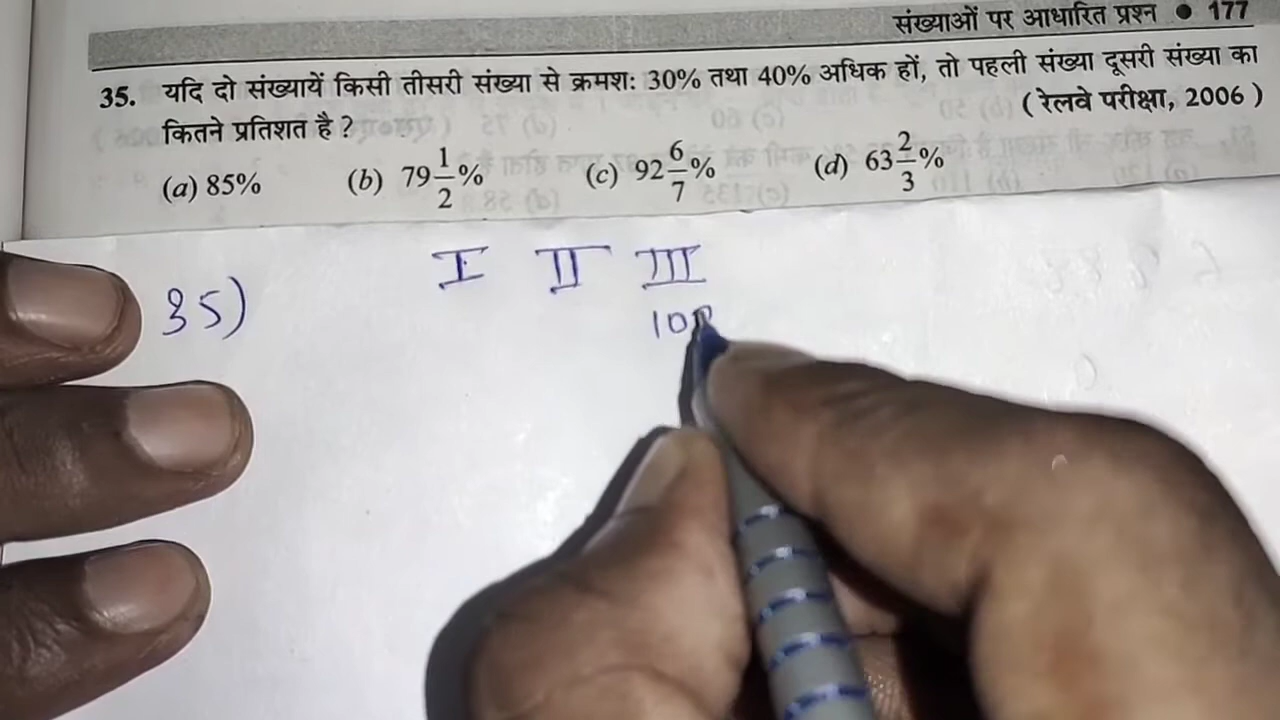 संख्याओं पर आधारित प्रश्न ● 177
35. यदि दो संख्यायें किसी तीसरी संख्या से क्रमशः 30% तथा 40% अधिक हों, तो पहली संख्या दूसरी संख्या का
कितने प्रतिशत है ? ( रेलवे परीक्षा, 2006 )
(a) 85% (b) 79 1/2% (c) 92 6/7% (d) 63 2/3%
35) I II III
100